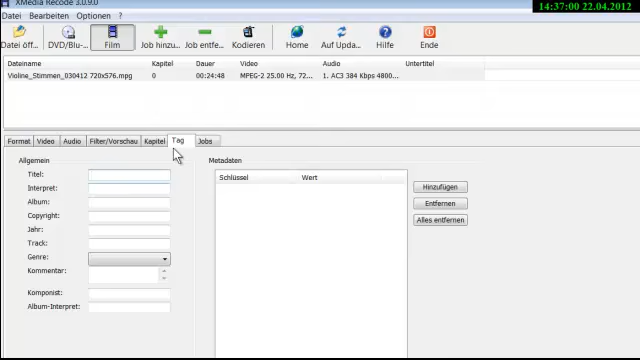 XMedia Recode 3.0.9.0
14:37:00 22.04.2012
Datei Bearbeiten Optionen ?
Datei öff... DVD/Blu-... Film Job hinzu... Job entfe... Kodieren Home Auf Upda... Hilfe Ende
Dateiname Kapitel Dauer Video Audio Untertitel
Violine_Stimmen_030412 720x576.mpg 0 00:24:48 MPEG-2 25.00 Hz, 72... 1. AC3 384 Kbps 4800...
Format Video Audio Filter/Vorschau Kapitel Tag Jobs
Allgemein
Titel:
Interpret:
Album:
Copyright:
Jahr:
Track:
Genre:
Kommentar:
Komponist:
Album-Interpret:
Metadaten
Schlüssel Wert
Hinzufügen
Entfernen
Alles entfernen